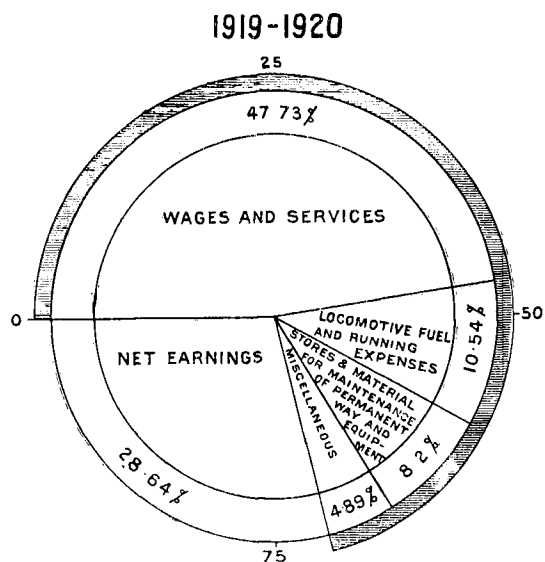 1919-1920
25
47 73%
WAGES AND SERVICES
0
50
LOCOMOTIVE FUEL
AND RUNNING
EXPENSES
10·54%
STORES & MATERIAL
FOR MAINTENANCE
OF PERMANENT
WAY AND
EQUIP-
MENT
8 2%
MISCELLANEOUS
4·89%
NET EARNINGS
28·64%
75